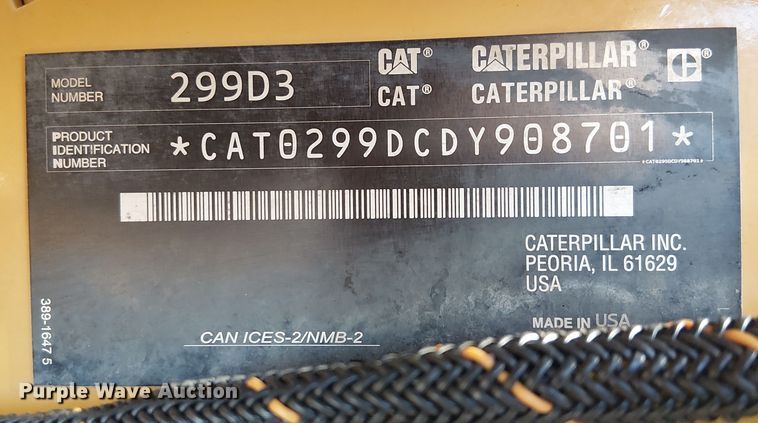 MODEL NUMBER 299D3
CAT® CATERPILLAR®
CAT® CATERPILLAR®
PRODUCT IDENTIFICATION NUMBER *CAT0299DCDY908701*
*CAT0299DCDY908701*
CATERPILLAR INC.
PEORIA, IL 61629
USA
MADE IN USA
CAN ICES-2/NMB-2
389-1647 5
Purple Wave Auction